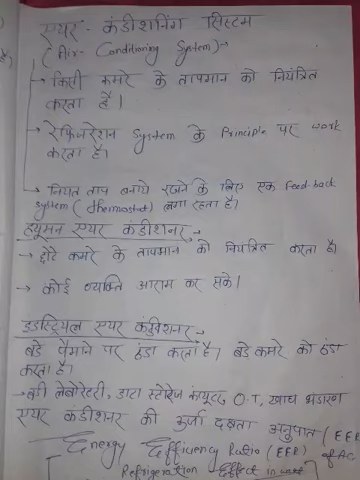 एयर - कंडीशनिंग सिस्टम
(Air- Conditioning System)→
→ किसी कमरे के तापमान को नियंत्रित
करता है।
→ रेफ्रिजरेशन System के Principle पर work
करता है।
→ नियत ताप बनाये रखने के लिए एक Feed-back
System (thermostat) लगा रहता है।
ह्यूमन एयर कंडीशनर →
→ छोटे कमरे के तापमान को नियंत्रित करता है।
→ कोई व्यक्ति आराम कर सके।
इंडस्ट्रियल एयर कंडीशनर →
बडे पैमाने पर ठंडा करता है। बडे कमरे को ठंडा
करता है।
→ बडी लेबोरेटरी, डाटा स्टोरेज कंप्यूटर, O.T, खाद्य भंडारण
एयर कंडीशनर की ऊर्जा दक्षता अनुपात (EER
Energy Efficiency Ratio (EER) of AC
Refrigeration Effect in watt